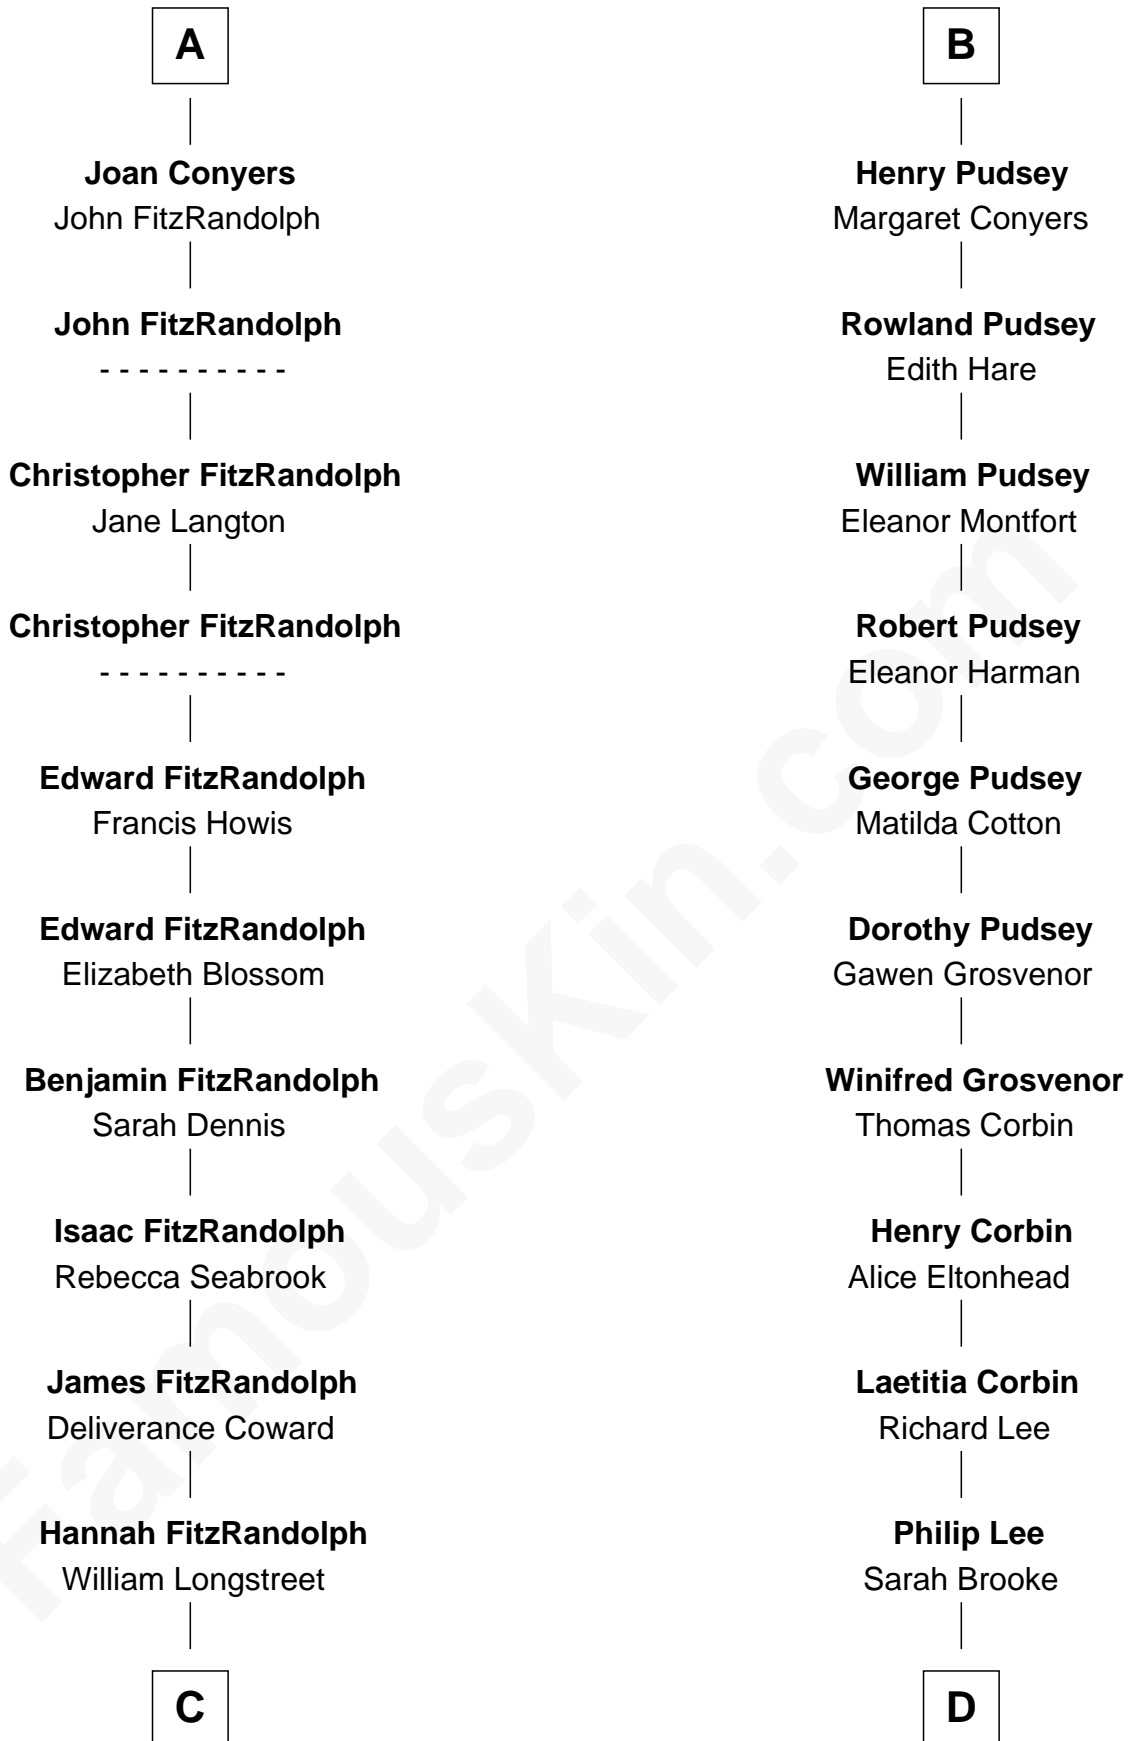 A
Joan Conyers
John FitzRandolph
John FitzRandolph
- - - - - - - - - -
Christopher FitzRandolph
Jane Langton
Christopher FitzRandolph
- - - - - - - - - -
Edward FitzRandolph
Francis Howis
Edward FitzRandolph
Elizabeth Blossom
Benjamin FitzRandolph
Sarah Dennis
Isaac FitzRandolph
Rebecca Seabrook
James FitzRandolph
Deliverance Coward
Hannah FitzRandolph
William Longstreet
C
B
Henry Pudsey
Margaret Conyers
Rowland Pudsey
Edith Hare
William Pudsey
Eleanor Montfort
Robert Pudsey
Eleanor Harman
George Pudsey
Matilda Cotton
Dorothy Pudsey
Gawen Grosvenor
Winifred Grosvenor
Thomas Corbin
Henry Corbin
Alice Eltonhead
Laetitia Corbin
Richard Lee
Philip Lee
Sarah Brooke
D
FamousKin.com